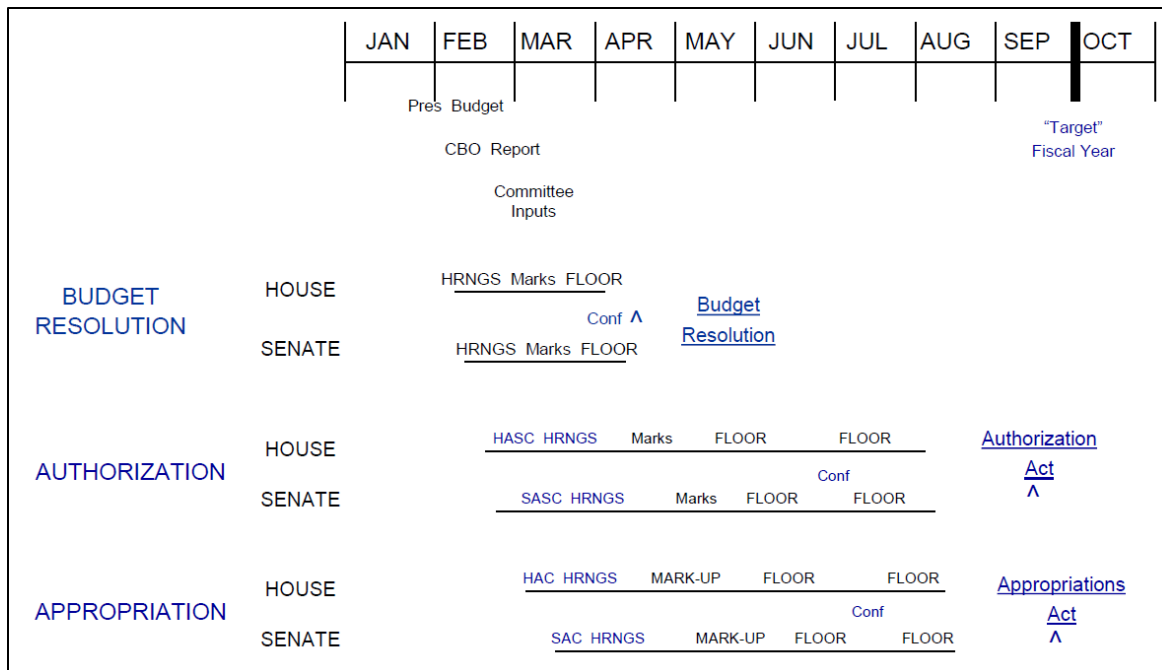 JAN FEB MAR APR MAY JUN JUL AUG SEP OCT
Pres Budget
"Target"
Fiscal Year
CBO Report
Committee
Inputs
BUDGET
RESOLUTION
HOUSE
HRNGS Marks FLOOR
Conf ^
Budget
Resolution
SENATE
HRNGS Marks FLOOR
AUTHORIZATION
HOUSE
HASC HRNGS Marks FLOOR FLOOR
Conf
Authorization
Act
^
SENATE
SASC HRNGS Marks FLOOR FLOOR
APPROPRIATION
HOUSE
HAC HRNGS MARK-UP FLOOR FLOOR
Conf
Appropriations
Act
^
SENATE
SAC HRNGS MARK-UP FLOOR FLOOR